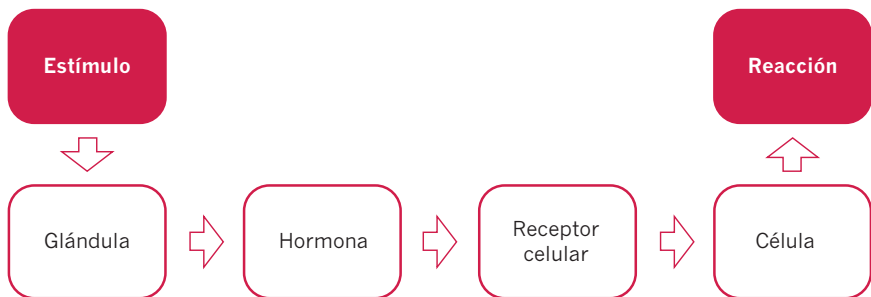 Estímulo
Reacción
Glándula
Hormona
Receptor
celular
Célula